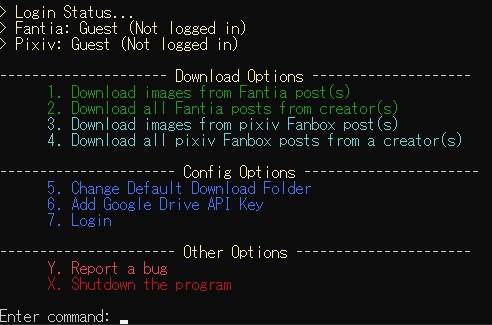 > Login Status...
> Fantia: Guest (Not logged in)
> Pixiv: Guest (Not logged in)
---------------------- Download Options ---------------------
1. Download images from Fantia post(s)
2. Download all Fantia posts from creator(s)
3. Download images from pixiv Fanbox post(s)
4. Download all pixiv Fanbox posts from a creator(s)
---------------------- Config Options ----------------------
5. Change Default Download Folder
6. Add Google Drive API Key
7. Login
---------------------- Other Options ----------------------
Y. Report a bug
X. Shutdown the program
Enter command: _